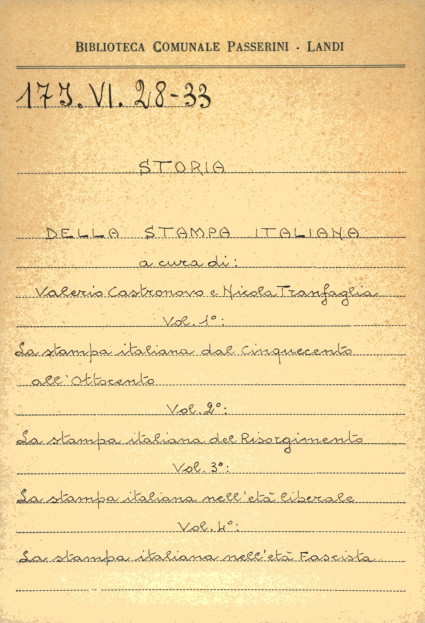 BIBLIOTECA COMUNALE PASSERINI - LANDI
17J.VI. 28-33
STORIA
DELLA STAMPA ITALIANA
a cura di:
Valerio Castronovo e Nicola Tranfaglia
Vol. 1°:
La stampa italiana dal Cinquecento
all'Ottocento
Vol. 2°:
La stampa italiana del Risorgimento
Vol. 3°:
La stampa italiana nell'età liberale
Vol. 4°:
La stampa italiana nell'età Fascista